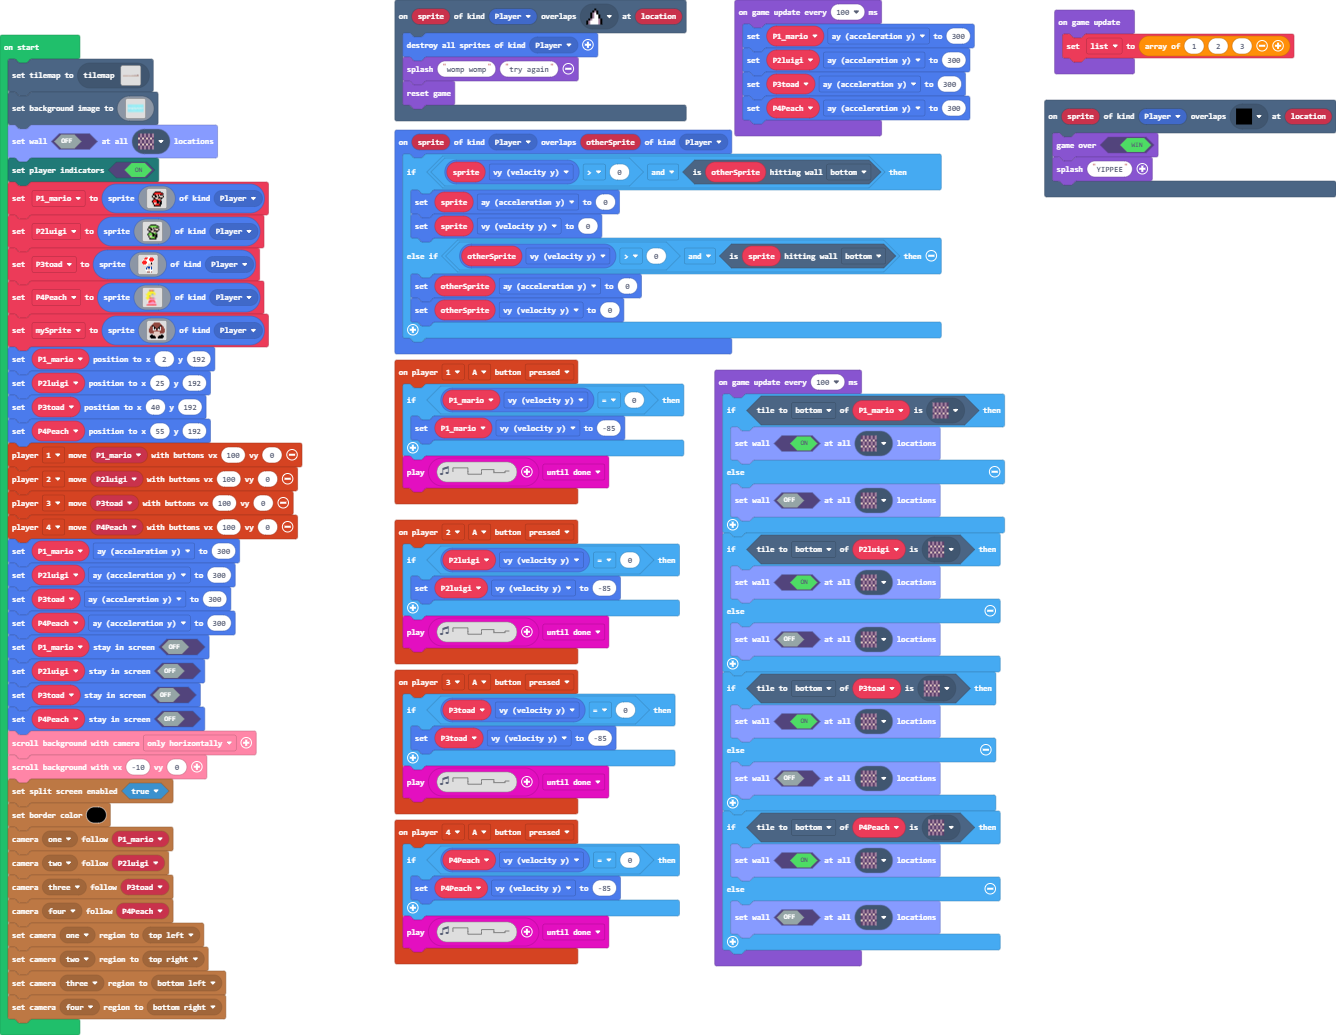 on start
set tilemap to tilemap
set background image to
set wall OFF at all locations
set player indicators ON
set P1_mario to sprite of kind Player
set P2luigi to sprite of kind Player
set P3toad to sprite of kind Player
set P4Peach to sprite of kind Player
set mySprite to sprite of kind Player
set P1_mario position to x 2 y 192
set P2luigi position to x 25 y 192
set P3toad position to x 40 y 192
set P4Peach position to x 55 y 192
player 1 move P1_mario with buttons vx 100 vy 0
player 2 move P2luigi with buttons vx 100 vy 0
player 3 move P3toad with buttons vx 100 vy 0
player 4 move P4Peach with buttons vx 100 vy 0
set P1_mario ay (acceleration y) to 300
set P2luigi ay (acceleration y) to 300
set P3toad ay (acceleration y) to 300
set P4Peach ay (acceleration y) to 300
set P1_mario stay in screen OFF
set P2luigi stay in screen OFF
set P3toad stay in screen OFF
set P4Peach stay in screen OFF
scroll background with camera only horizontally
scroll background with vx -10 vy 0
set split screen enabled true
set border color
camera one follow P1_mario
camera two follow P2luigi
camera three follow P3toad
camera four follow P4Peach
set camera one region to top left
set camera two region to top right
set camera three region to bottom left
set camera four region to bottom right
on sprite of kind Player overlaps at location
destroy all sprites of kind Player
splash "womp womp" "try again"
reset game
on sprite of kind Player overlaps otherSprite of kind Player
if sprite vy (velocity y) > 0 and is otherSprite hitting wall bottom then
set sprite ay (acceleration y) to 0
set sprite vy (velocity y) to 0
else if otherSprite vy (velocity y) > 0 and is sprite hitting wall bottom then
set otherSprite ay (acceleration y) to 0
set otherSprite vy (velocity y) to 0
on player 1 A button pressed
if P1_mario vy (velocity y) = 0 then
set P1_mario vy (velocity y) to -85
play until done
on player 2 A button pressed
if P2luigi vy (velocity y) = 0 then
set P2luigi vy (velocity y) to -85
play until done
on player 3 A button pressed
if P3toad vy (velocity y) = 0 then
set P3toad vy (velocity y) to -85
play until done
on player 4 A button pressed
if P4Peach vy (velocity y) = 0 then
set P4Peach vy (velocity y) to -85
play until done
on game update every 100 ms
set P1_mario ay (acceleration y) to 300
set P2luigi ay (acceleration y) to 300
set P3toad ay (acceleration y) to 300
set P4Peach ay (acceleration y) to 300
on game update every 100 ms
if tile to bottom of P1_mario is then
set wall ON at all locations
else
set wall OFF at all locations
if tile to bottom of P2luigi is then
set wall ON at all locations
else
set wall OFF at all locations
if tile to bottom of P3toad is then
set wall ON at all locations
else
set wall OFF at all locations
if tile to bottom of P4Peach is then
set wall ON at all locations
else
set wall OFF at all locations
on game update
set list to array of 1 2 3
on sprite of kind Player overlaps at location
game over WIN
splash "YIPPEE"